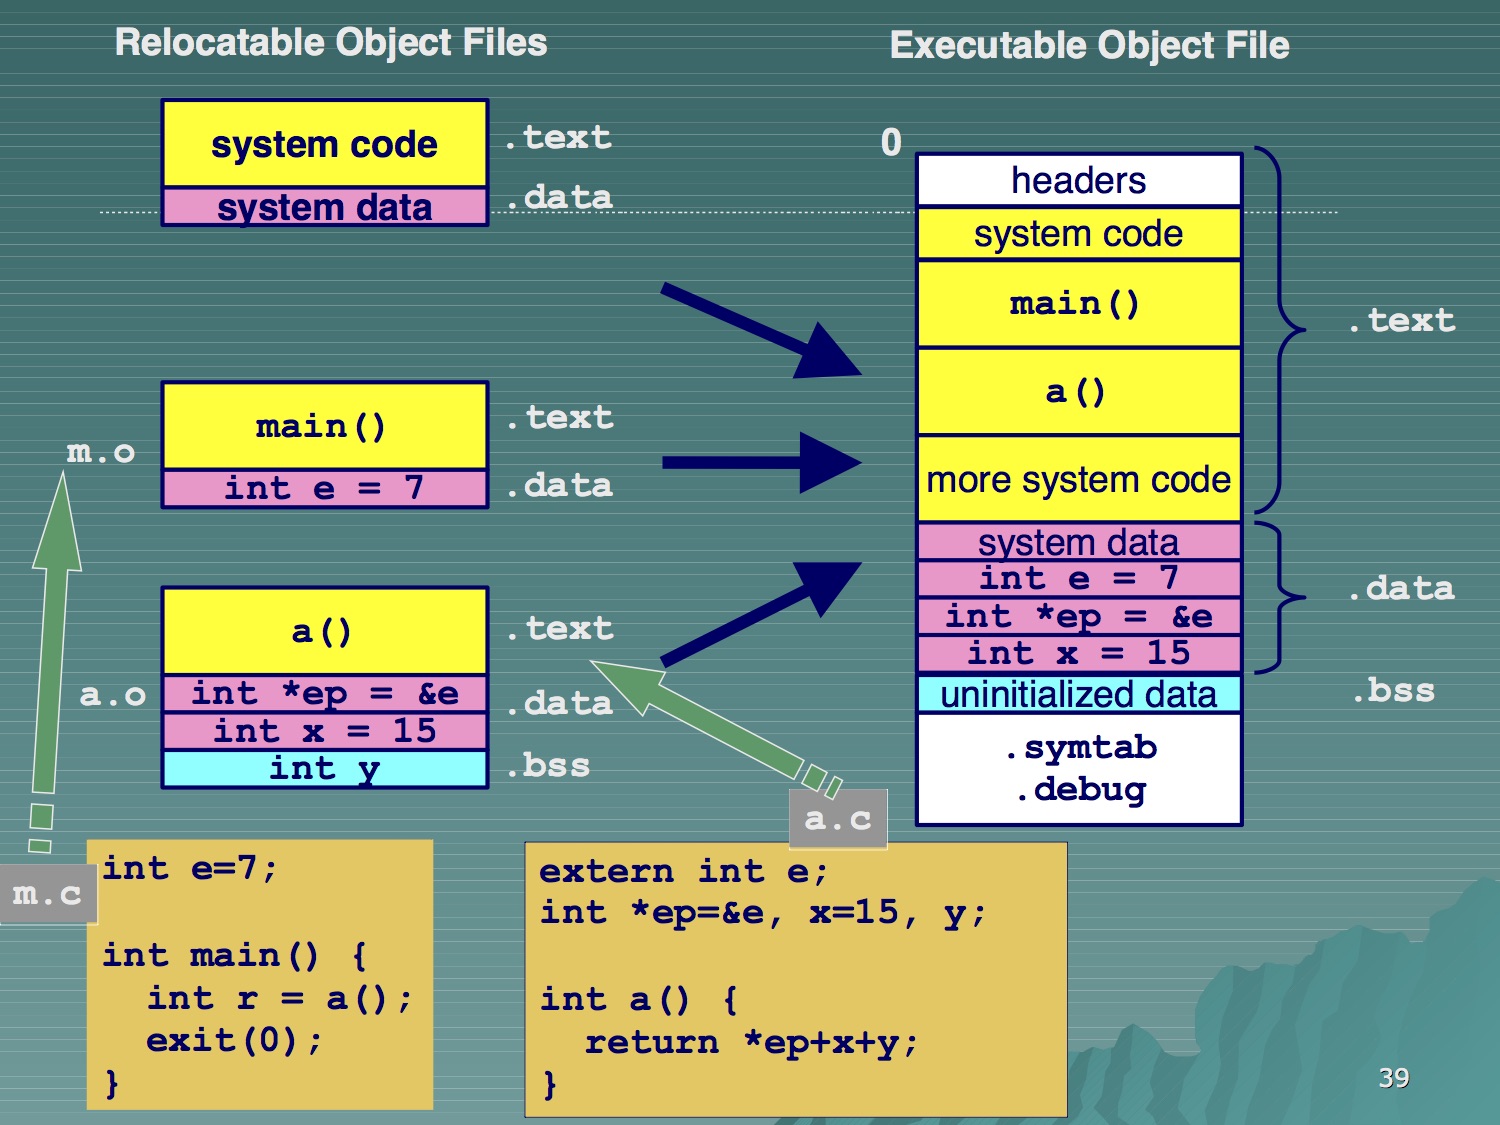 Relocatable Object Files
Executable Object File
system code
.text
system data
.data
m.o
main()
.text
int e = 7
.data
a.o
a()
.text
int *ep = &e
.data
int x = 15
int y
.bss
0
headers
system code
main()
a()
more system code
.text
system data
int e = 7
int *ep = &e
int x = 15
.data
uninitialized data
.bss
.symtab
.debug
m.c
int e=7;
int main() {
int r = a();
exit(0);
}
a.c
extern int e;
int *ep=&e, x=15, y;
int a() {
return *ep+x+y;
}
39